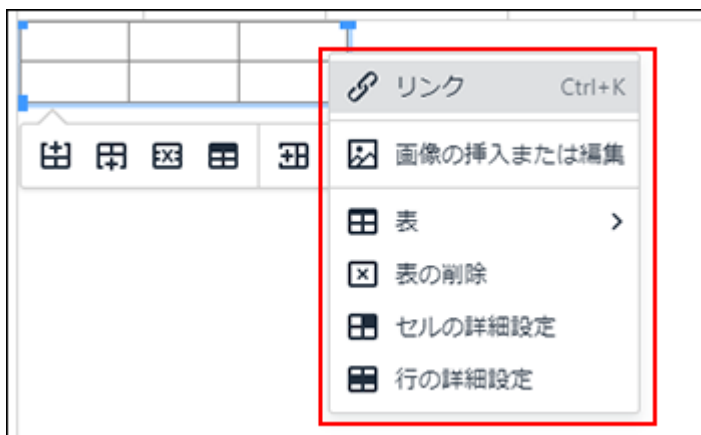 リンク Ctrl+K
画像の挿入または編集
表
表の削除
セルの詳細設定
行の詳細設定